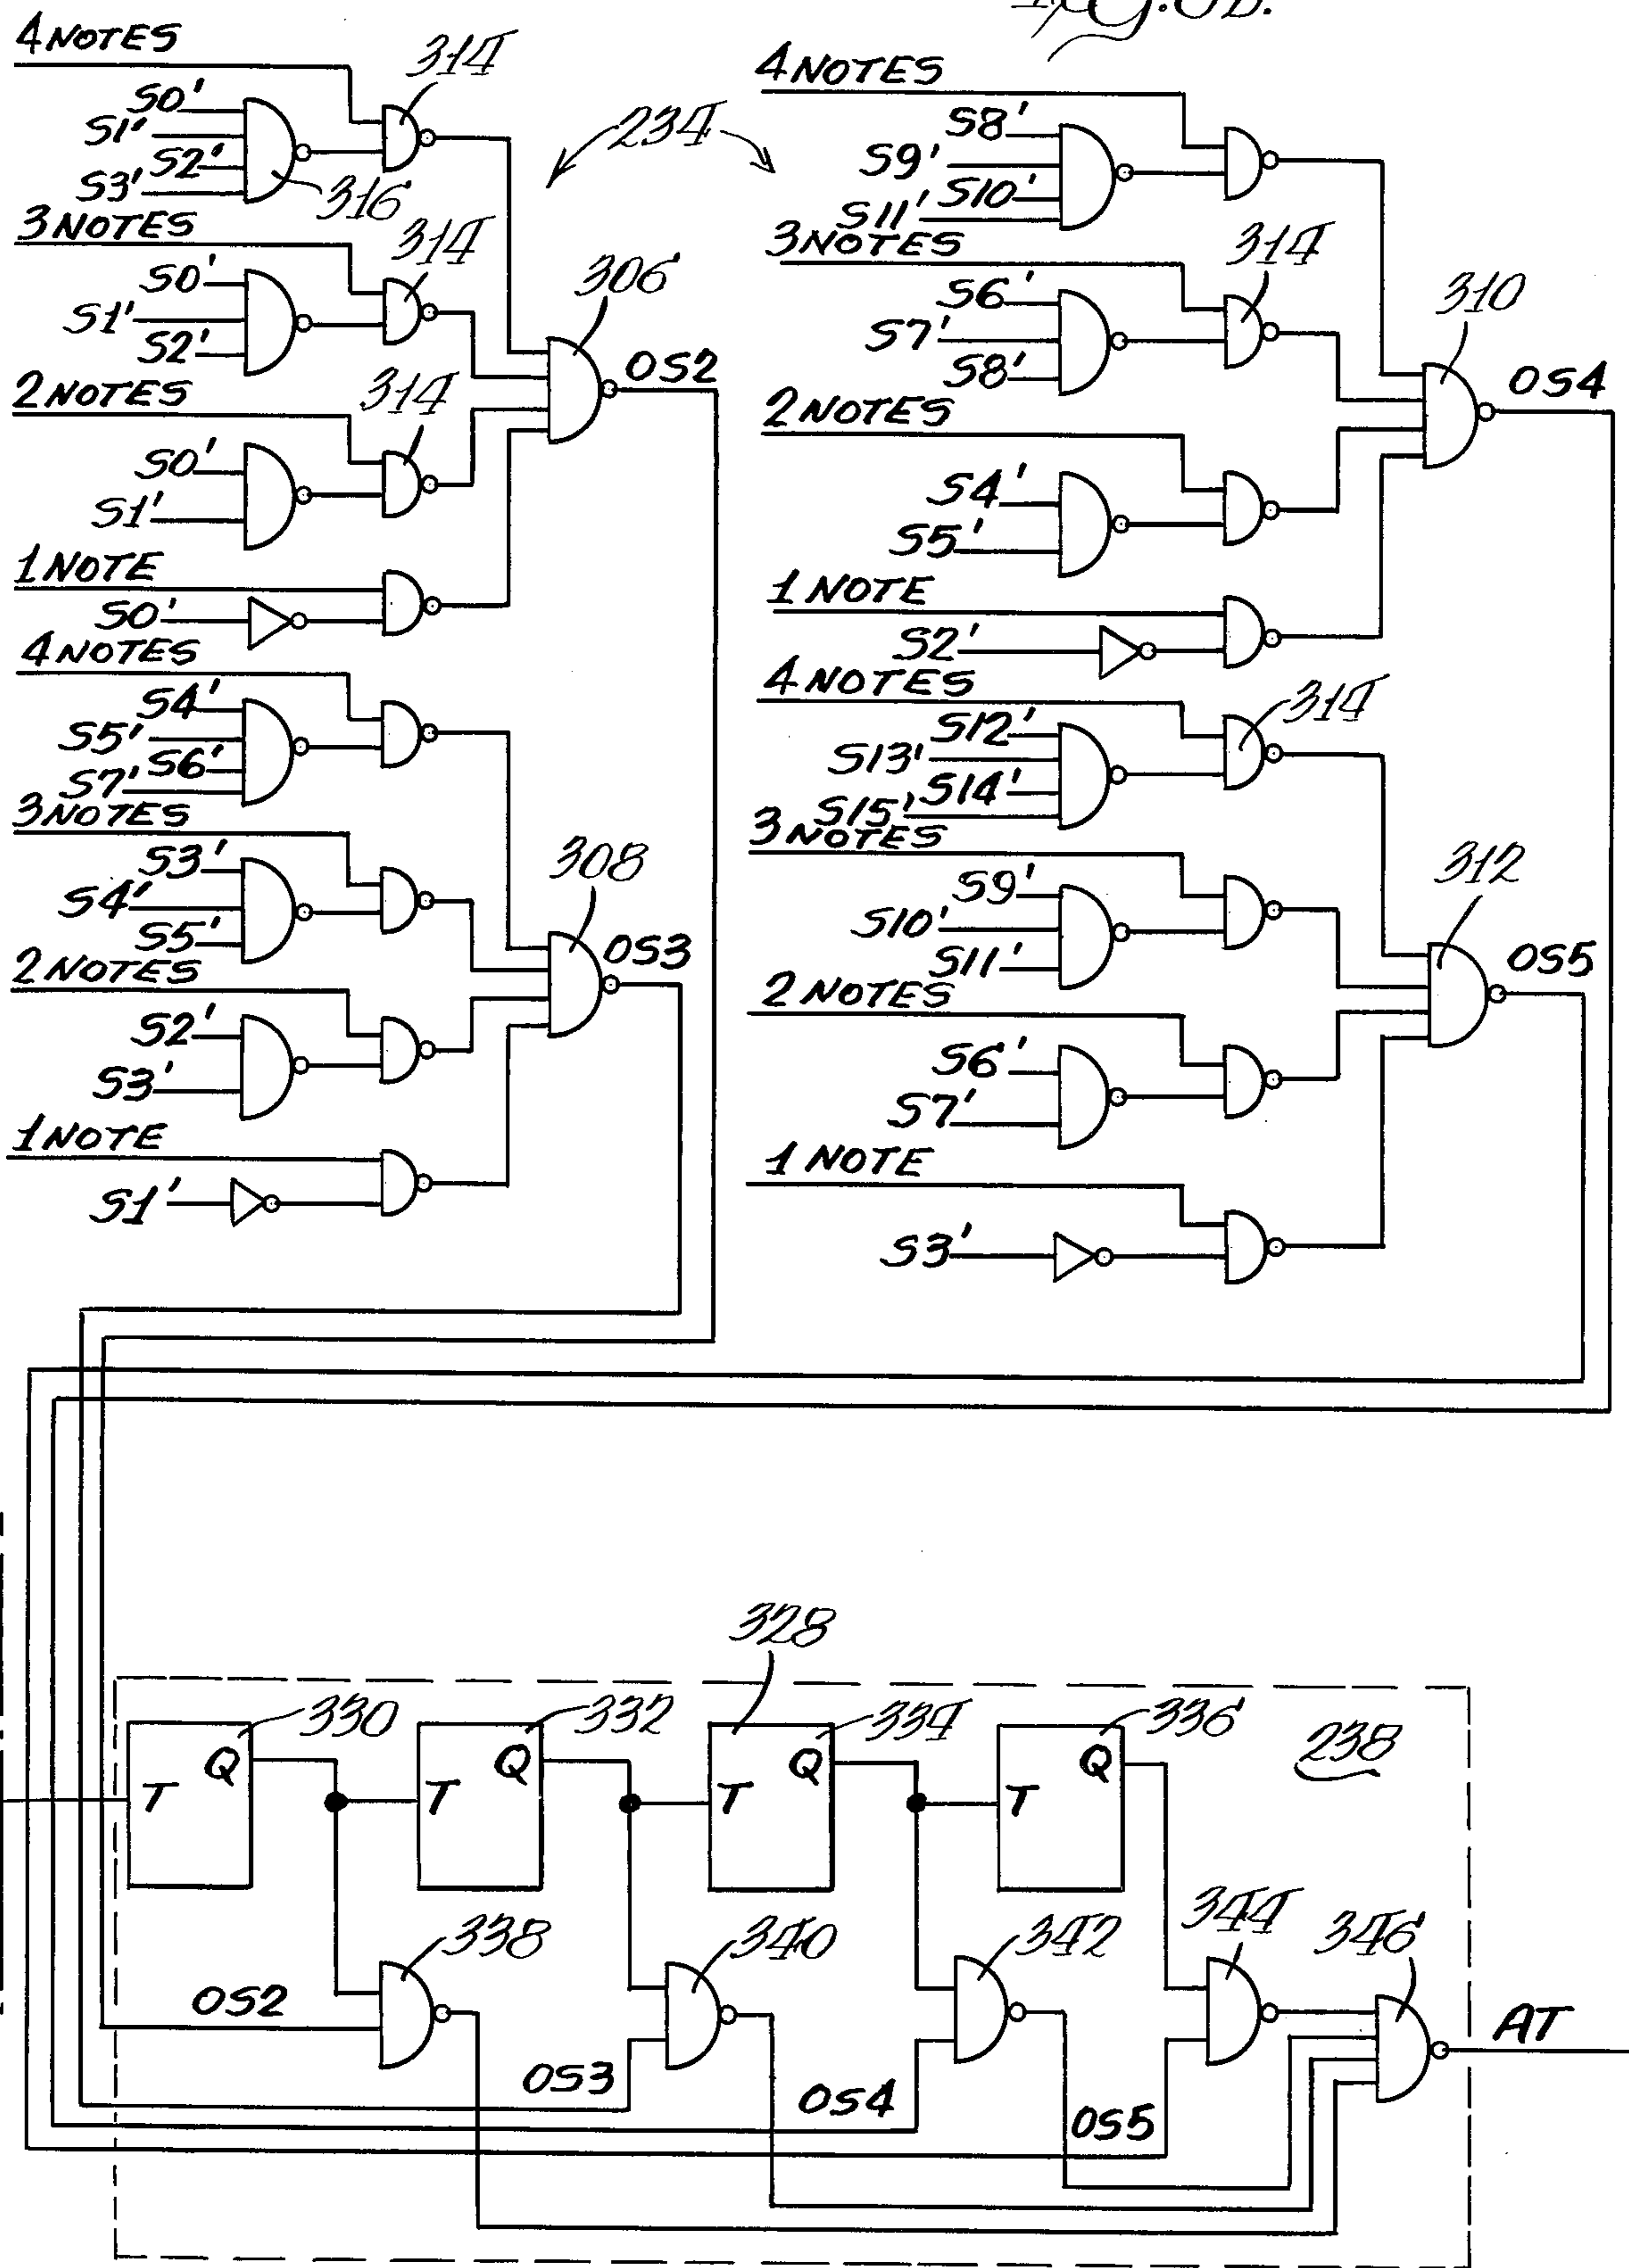 4 NOTES
314
S0'
S1'
S2'
S3'
316
234
3 NOTES
314
S0'
S1'
S2'
306
OS2
2 NOTES
314
S0'
S1'
1 NOTE
S0'
4 NOTES
S4'
S5'
S6'
S7'
3 NOTES
S3'
S4'
S5'
308
OS3
2 NOTES
S2'
S3'
1 NOTE
S1'
4 NOTES
S8'
S9'
S10'
S11'
3 NOTES
314
S6'
S7'
S8'
310
OS4
2 NOTES
S4'
S5'
1 NOTE
S2'
4 NOTES
314
S12'
S13'
S14'
S15'
3 NOTES
S9'
S10'
S11'
312
OS5
2 NOTES
S6'
S7'
1 NOTE
S3'
328
330
332
334
336
238
T Q
T Q
T Q
T Q
338
340
342
344
346
OS2
OS3
OS4
OS5
AT